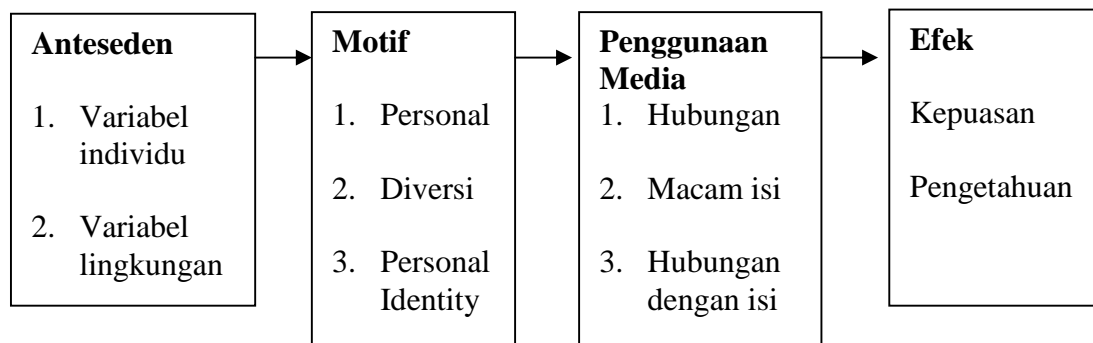 Anteseden
1. Variabel
individu
2. Variabel
lingkungan
Motif
1. Personal
2. Diversi
3. Personal
Identity
Penggunaan
Media
1. Hubungan
2. Macam isi
3. Hubungan
dengan isi
Efek
Kepuasan
Pengetahuan